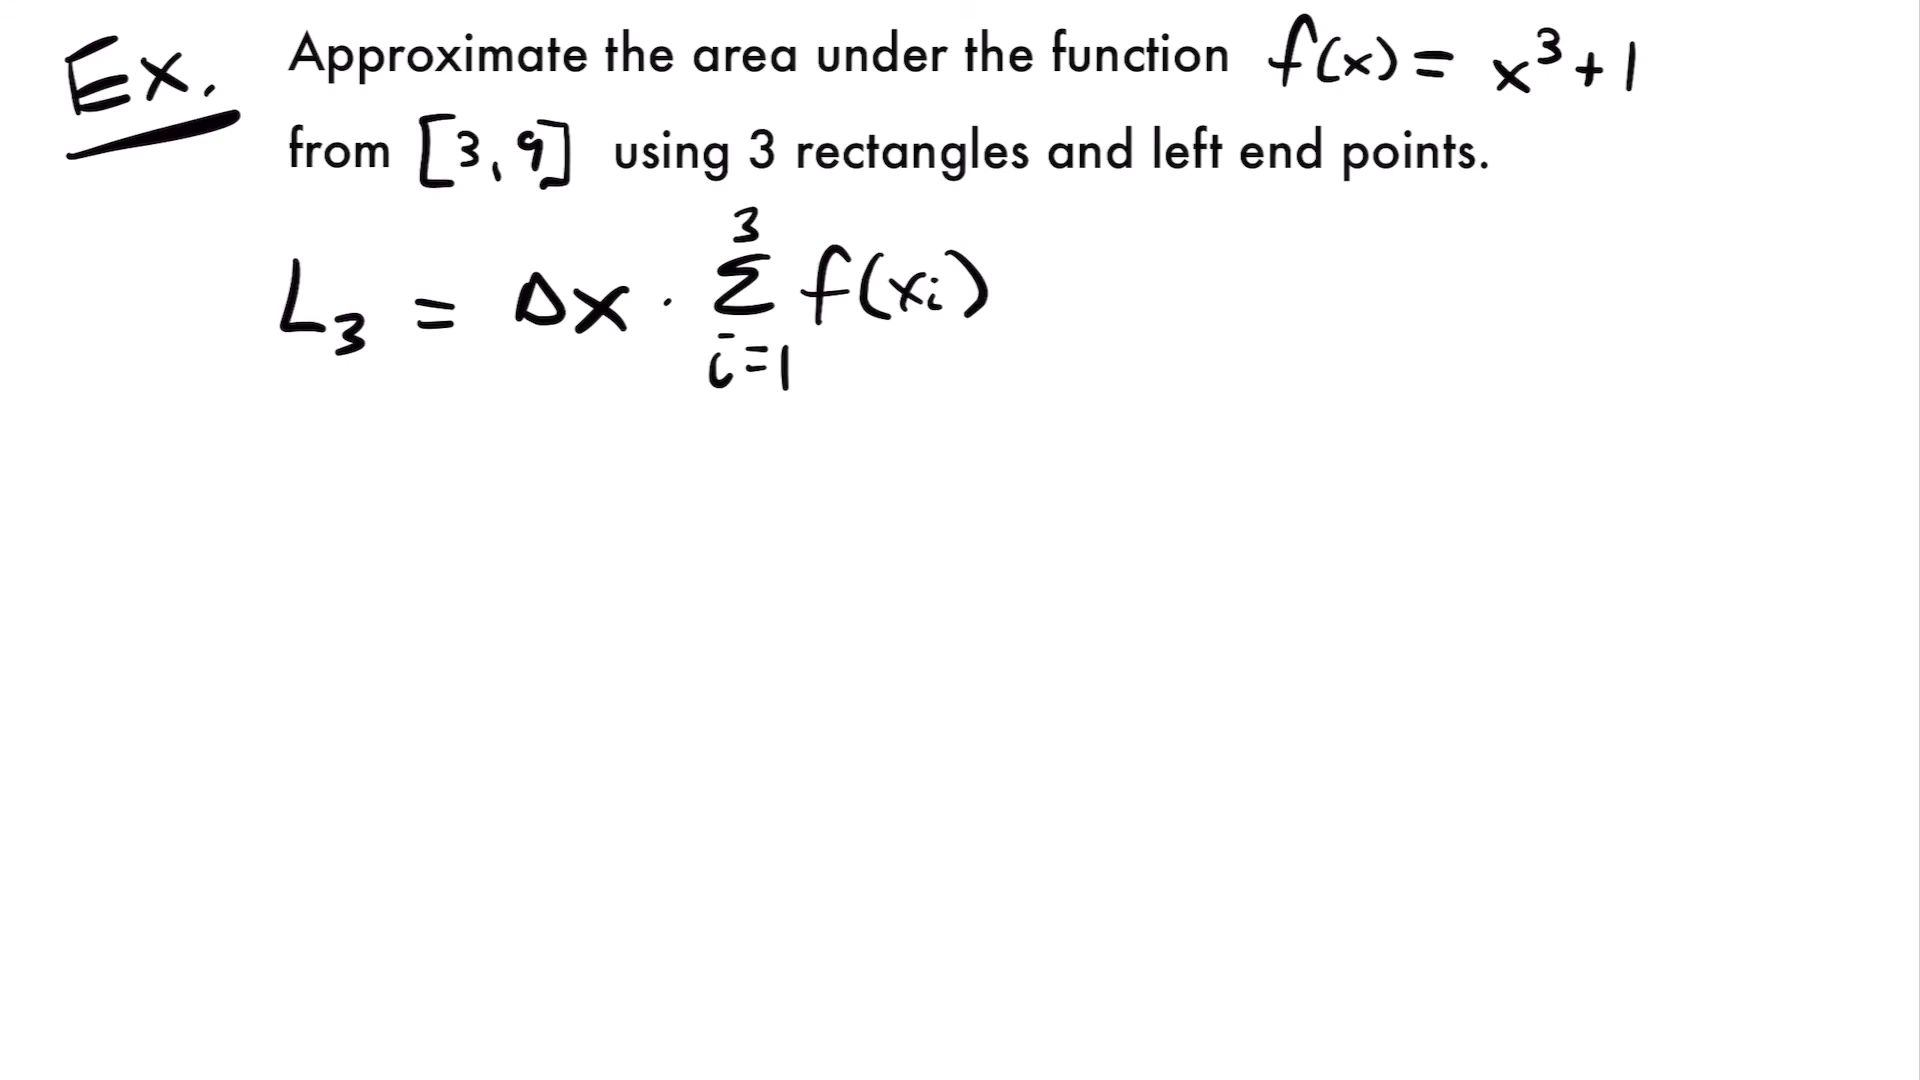 Ex. Approximate the area under the function f(x) = x³ + 1
from [3, 9] using 3 rectangles and left end points.
L₃ = Δx · Σ f(xᵢ)
3
i=1